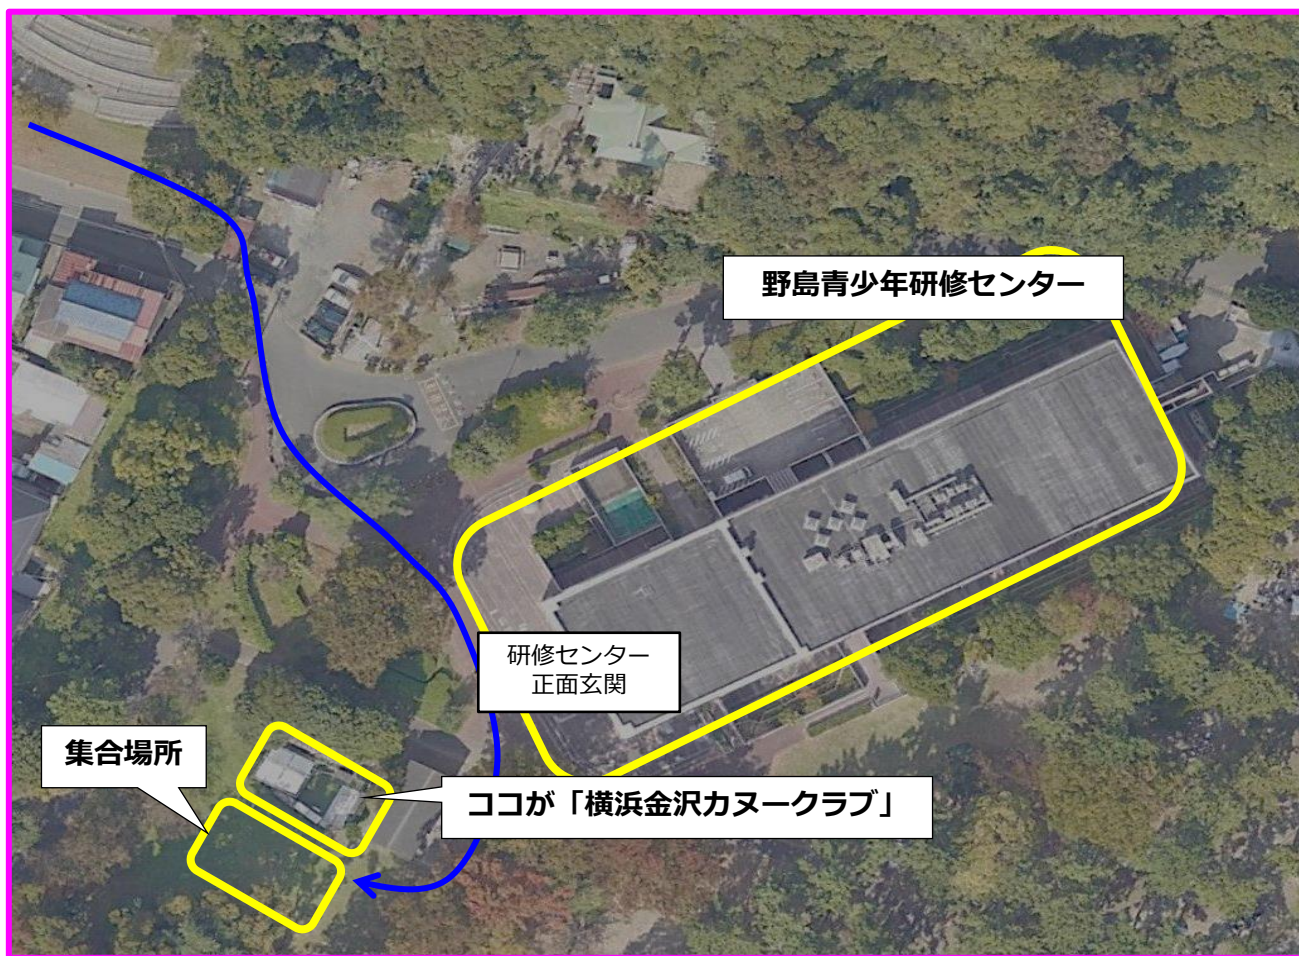 野島青少年研修センター
研修センター
正面玄関
集合場所
ココが「横浜金沢カヌークラブ」